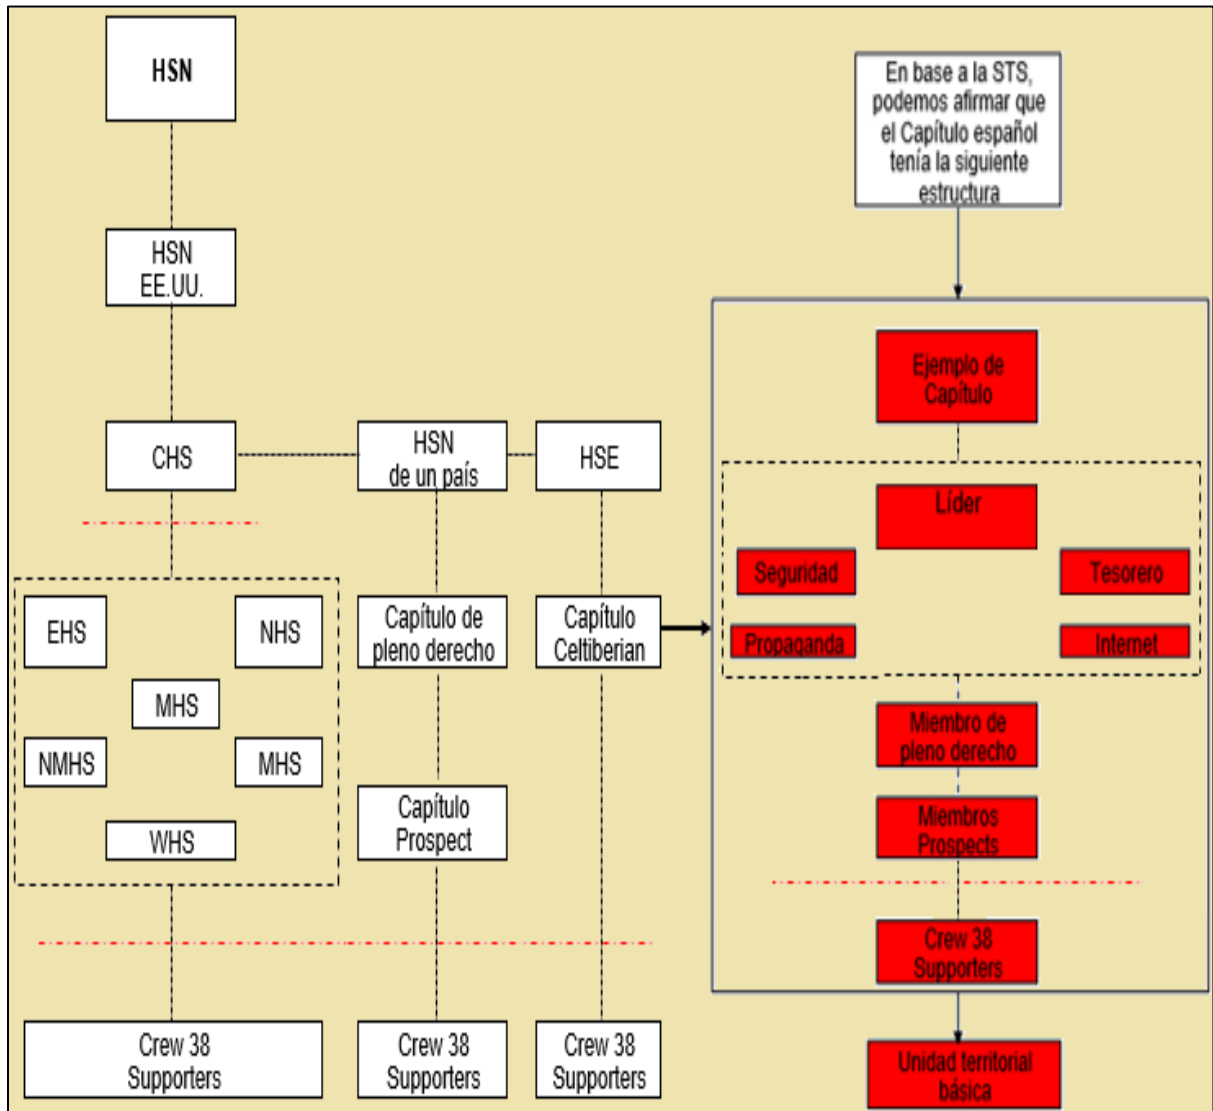 HSN
En base a la STS,
podemos afirmar que
el Capítulo español
tenía la siguiente
estructura
HSN
EE.UU.
Ejemplo de
Capítulo
CHS
HSN
de un país
HSE
Líder
Seguridad
Tesorero
Propaganda
Internet
EHS
NHS
MHS
NMHS
MHS
WHS
Capítulo de
pleno derecho
Capítulo
Celtiberian
Miembro de
pleno derecho
Capítulo
Prospect
Miembros
Prospects
Crew 38
Supporters
Crew 38
Supporters
Crew 38
Supporters
Crew 38
Supporters
Unidad territorial
básica